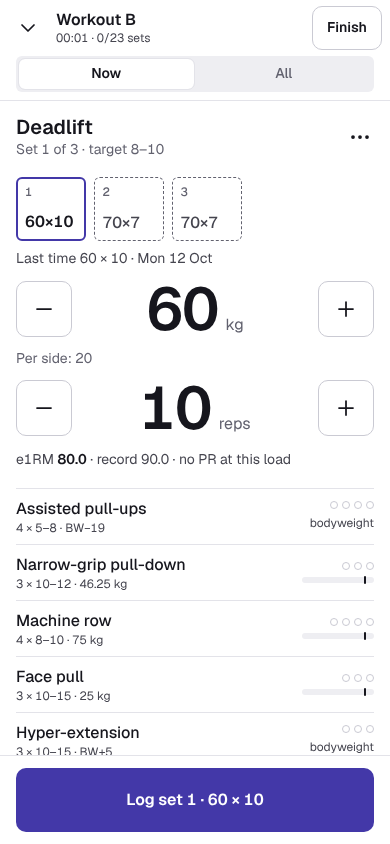 Workout B
00:01 · 0/23 sets
Finish
Now
All
Deadlift
Set 1 of 3 · target 8–10
1
60×10
2
70×7
3
70×7
Last time 60 × 10 · Mon 12 Oct
60 kg
Per side: 20
10 reps
e1RM 80.0 · record 90.0 · no PR at this load
Assisted pull-ups
4 × 5–8 · BW–19
bodyweight
Narrow-grip pull-down
3 × 10–12 · 46.25 kg
Machine row
4 × 8–10 · 75 kg
Face pull
3 × 10–15 · 25 kg
Hyper-extension
3 × 10–15 · BW+5
bodyweight
Log set 1 · 60 × 10